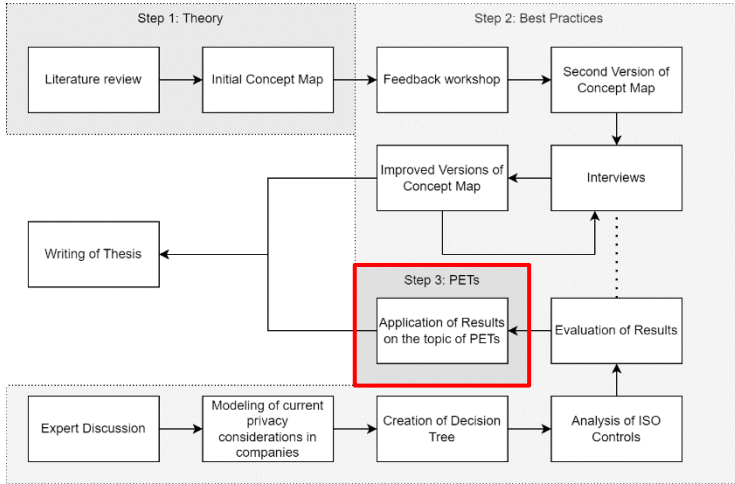 Step 1: Theory
Step 2: Best Practices
Literature review
Initial Concept Map
Feedback workshop
Second Version of
Concept Map
Improved Versions of
Concept Map
Interviews
Writing of Thesis
Step 3: PETs
Application of Results
on the topic of PETs
Evaluation of Results
Expert Discussion
Modeling of current
privacy
considerations in
companies
Creation of Decision
Tree
Analysis of ISO
Controls